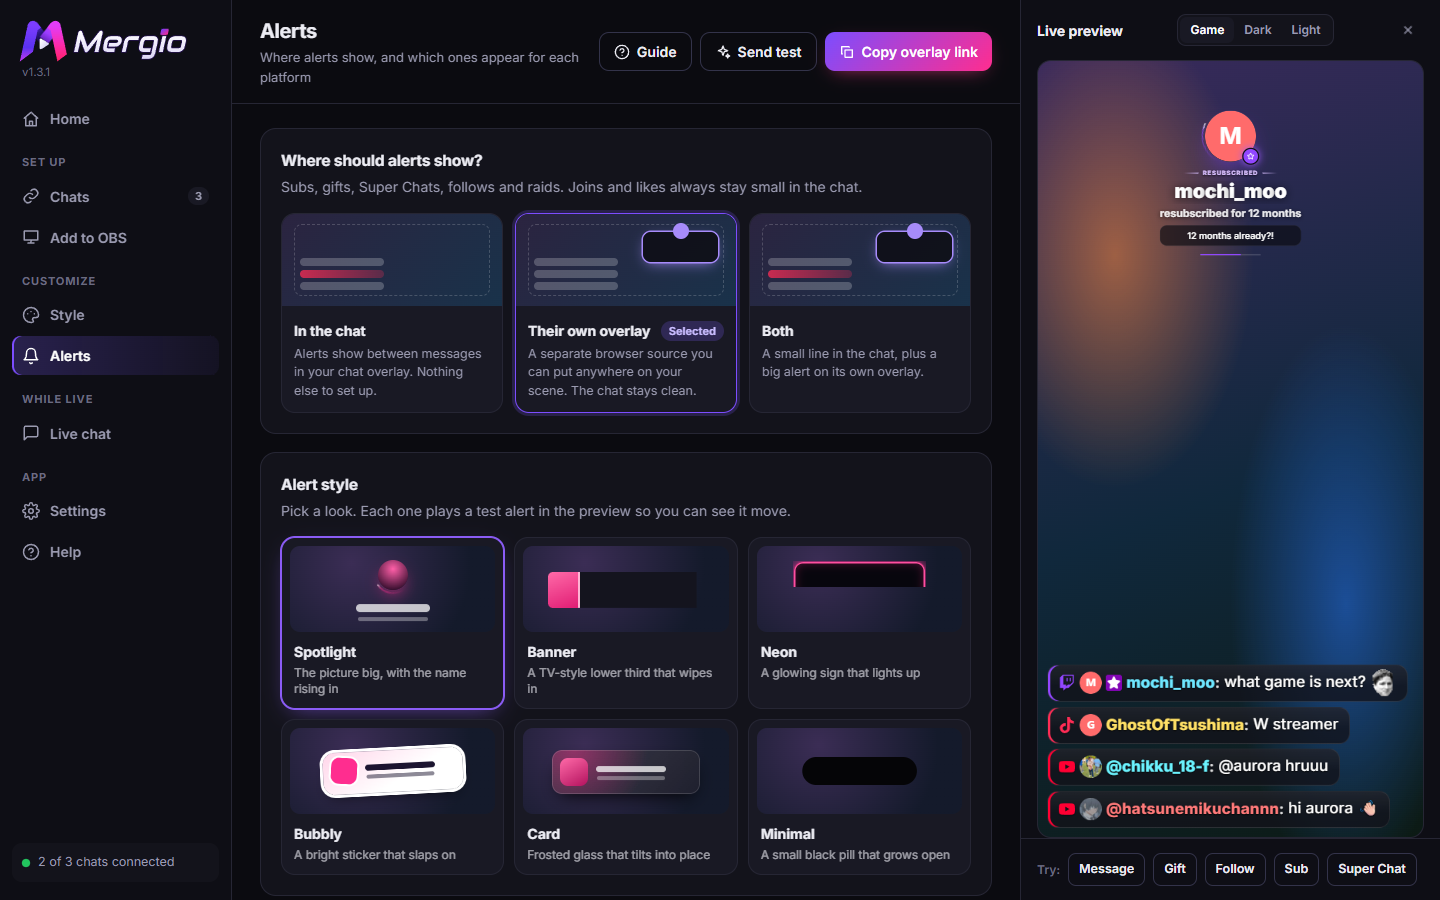 Mergio
v1.3.1
Home
SET UP
Chats
3
Add to OBS
CUSTOMIZE
Style
Alerts
WHILE LIVE
Live chat
APP
Settings
Help
2 of 3 chats connected
Alerts
Where alerts show, and which ones appear for each
platform
Guide
Send test
Copy overlay link
Where should alerts show?
Subs, gifts, Super Chats, follows and raids. Joins and likes always stay small in the chat.
In the chat
Alerts show between messages
in your chat overlay. Nothing
else to set up.
Their own overlay
Selected
A separate browser source you
can put anywhere on your
scene. The chat stays clean.
Both
A small line in the chat, plus a
big alert on its own overlay.
Alert style
Pick a look. Each one plays a test alert in the preview so you can see it move.
Spotlight
The picture big, with the name
rising in
Banner
A TV-style lower third that wipes
in
Neon
A glowing sign that lights up
Bubbly
A bright sticker that slaps on
Card
Frosted glass that tilts into place
Minimal
A small black pill that grows open
Live preview
Game
Dark
Light
M
RESUBSCRIBED
mochi_moo
resubscribed for 12 months
12 months already?!
M mochi_moo: what game is next?
G GhostOfTsushima: W streamer
@chikku_18-f: @aurora hruuu
@hatsunemikuchannn: hi aurora
Try:
Message
Gift
Follow
Sub
Super Chat